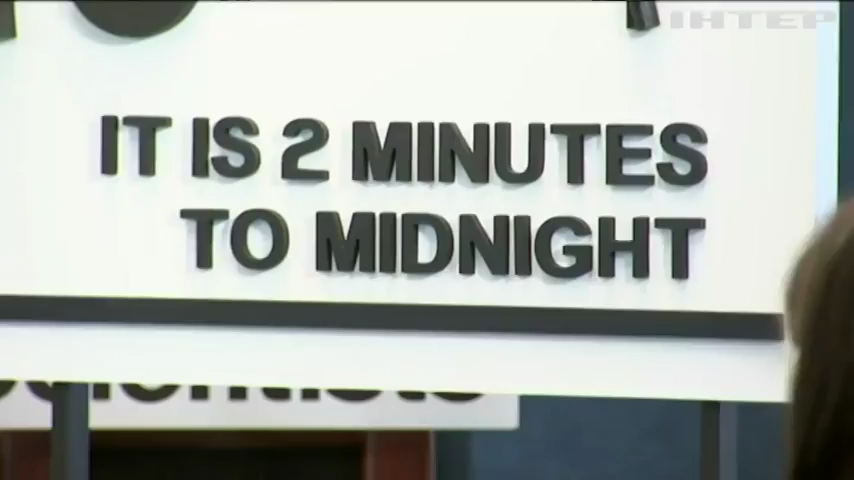 ІНТЕР
IT IS 2 MINUTES
TO MIDNIGHT